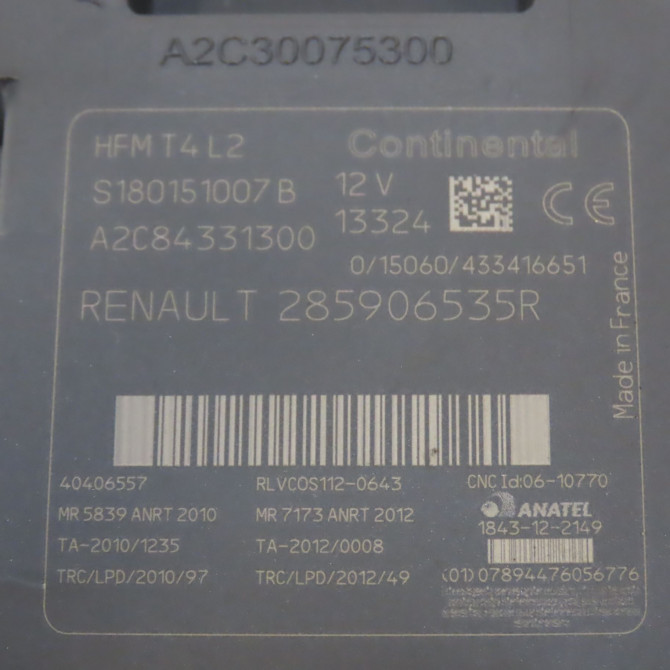 A2C30075300
HFM T4 L2
Continental
S180151007B
12 V
13324
CE
A2C84331300
0/15060/433416651
RENAULT 285906535R
Made in France
40406557
RLVCOS112-0643
CNC Id:06-10770
MR 5839 ANRT 2010
MR 7173 ANRT 2012
ANATEL
1843-12-2149
TA-2010/1235
TA-2012/0008
TRC/LPD/2010/97
TRC/LPD/2012/49
(01) 07894476056776